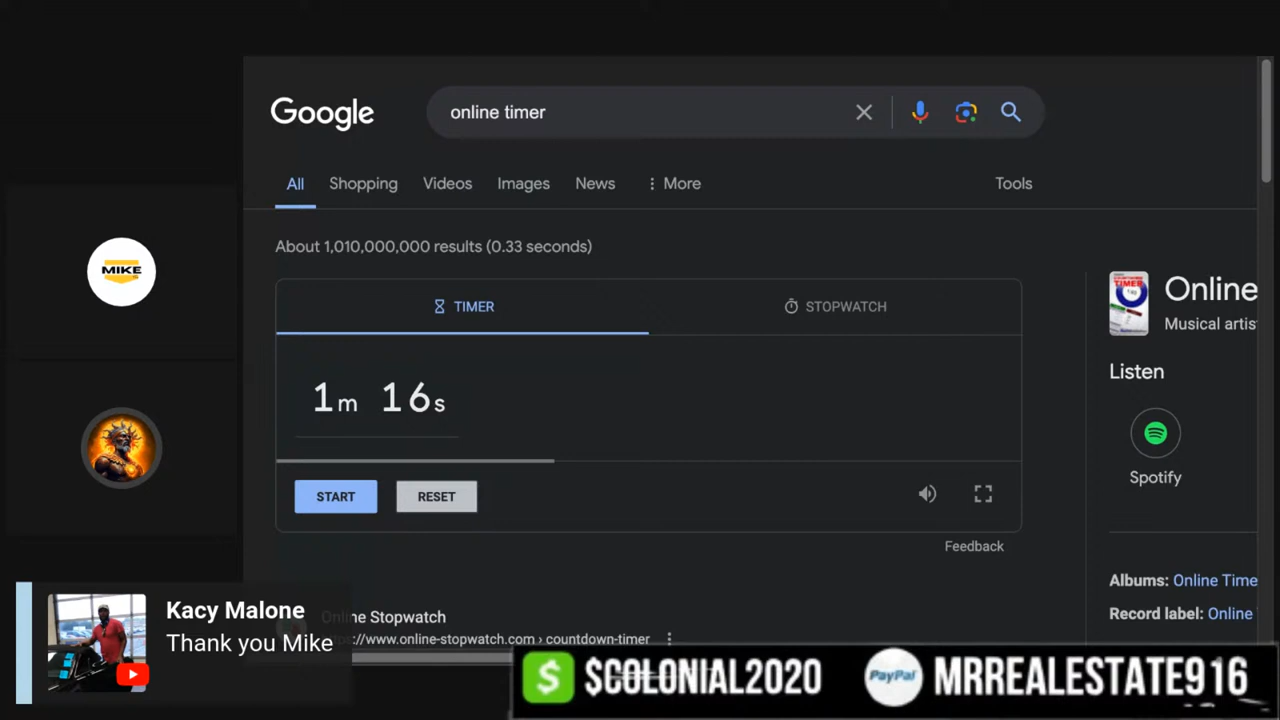 Google
online timer
All Shopping Videos Images News More Tools
About 1,010,000,000 results (0.33 seconds)
TIMER
STOPWATCH
1m 16s
START RESET
Feedback
Online
Musical artis
Listen
Spotify
Albums: Online Time
Record label: Online
MIKE
Online Stopwatch
https://www.online-stopwatch.com › countdown-timer
Kacy Malone
Thank you Mike
$ $COLONIAL2020
PayPal MRREALESTATE916